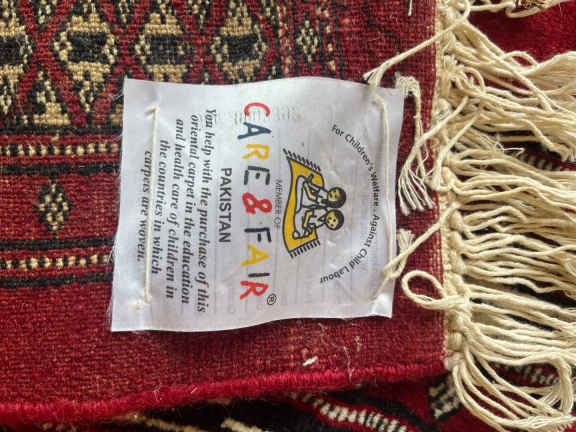 For Children's Welfare - Against Child Labour
MEMBER OF
CARE & FAIR®
PAKISTAN
You help with the purchase of this
oriental carpet in the education
and health care of children in
the countries in which
carpets are woven.